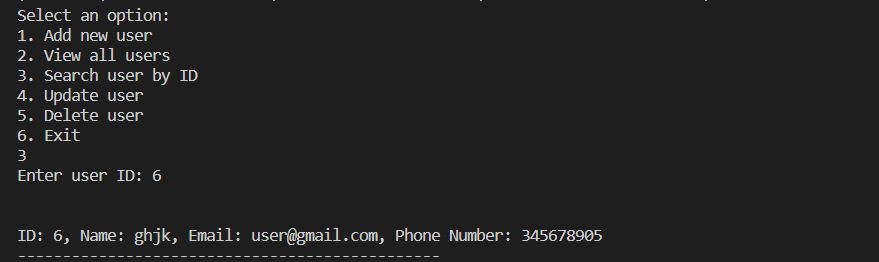 Select an option:
1. Add new user
2. View all users
3. Search user by ID
4. Update user
5. Delete user
6. Exit
3
Enter user ID: 6
ID: 6, Name: ghjk, Email: user@gmail.com, Phone Number: 345678905
-----------------------------------------------